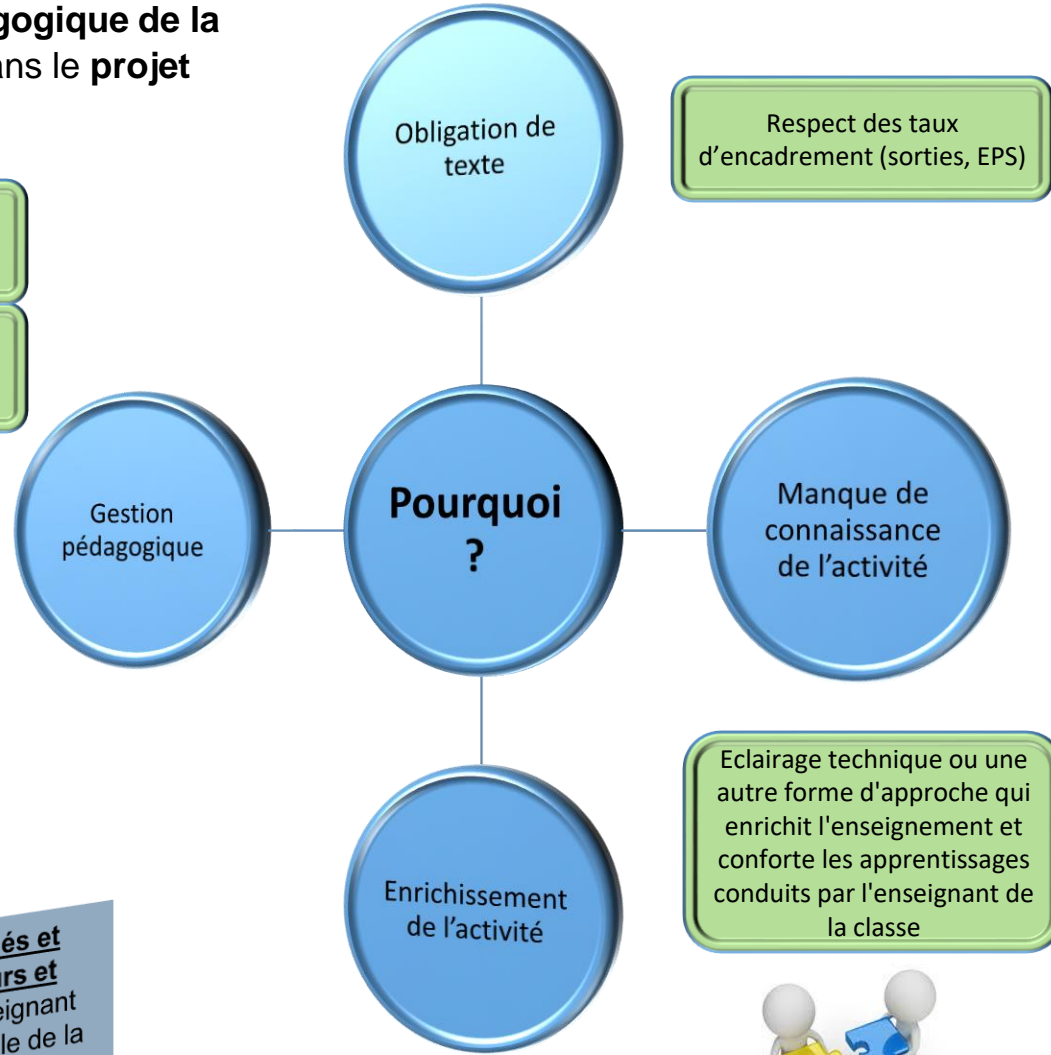 gogique de la
ans le projet
Obligation de
texte
Respect des taux
d’encadrement (sorties, EPS)
Gestion
pédagogique
Pourquoi
?
Manque de
connaissance
de l’activité
Enrichissement
de l’activité
Eclairage technique ou une
autre forme d'approche qui
enrichit l'enseignement et
conforte les apprentissages
conduits par l'enseignant de
la classe
és et
urs et
eignant
le de la